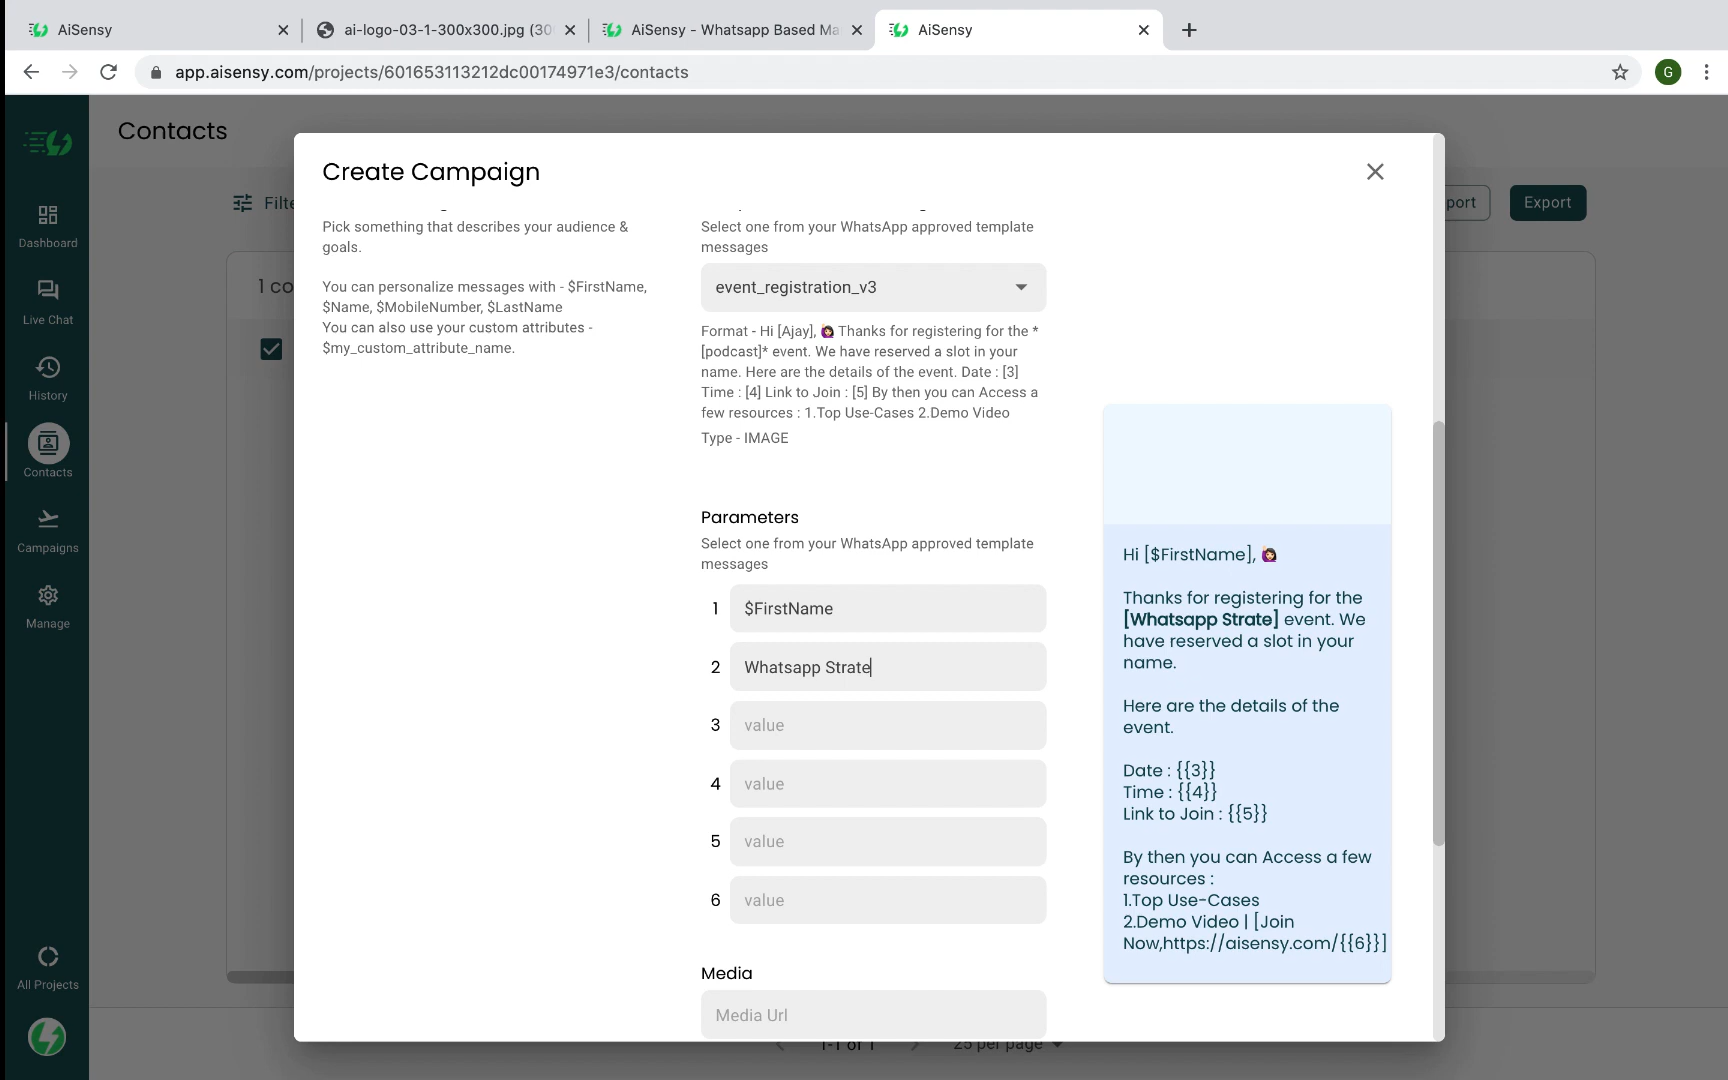 AiSensy
ai-logo-03-1-300x300.jpg (30
AiSensy - Whatsapp Based Ma
AiSensy
app.aisensy.com/projects/601653113212dc00174971e3/contacts
G
Contacts
Create Campaign
Filte
port
Export
1 co
Dashboard
Live Chat
History
Contacts
Campaigns
Manage
All Projects
Pick something that describes your audience &
goals.
You can personalize messages with - $FirstName,
$Name, $MobileNumber, $LastName
You can also use your custom attributes -
$my_custom_attribute_name.
Select one from your WhatsApp approved template
messages
event_registration_v3
Format - Hi [Ajay], 🙋🏻‍♀️ Thanks for registering for the *
[podcast]* event. We have reserved a slot in your
name. Here are the details of the event. Date : [3]
Time : [4] Link to Join : [5] By then you can Access a
few resources : 1.Top Use-Cases 2.Demo Video
Type - IMAGE
Parameters
Select one from your WhatsApp approved template
messages
1 $FirstName
2 Whatsapp Strate
3 value
4 value
5 value
6 value
Media
Media Url
Hi [$FirstName], 🙋🏻‍♀️
Thanks for registering for the
[Whatsapp Strate] event. We
have reserved a slot in your
name.
Here are the details of the
event.
Date : {{3}}
Time : {{4}}
Link to Join : {{5}}
By then you can Access a few
resources :
1.Top Use-Cases
2.Demo Video | [Join
Now,https://aisensy.com/{{6}}]
1-1 of 1
25 per page